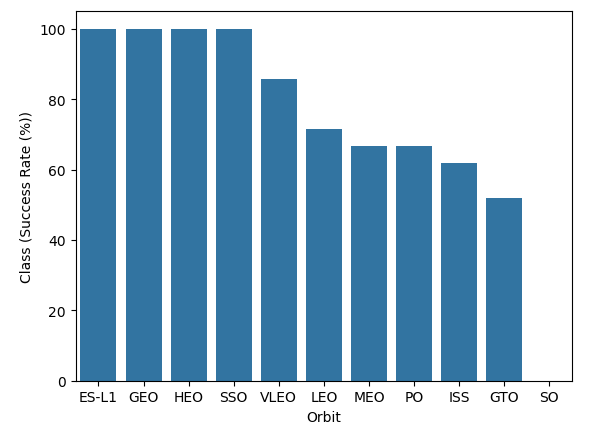 100
80
60
40
20
0
Class (Success Rate (%))
ES-L1 GEO HEO SSO VLEO LEO MEO PO ISS GTO SO
Orbit